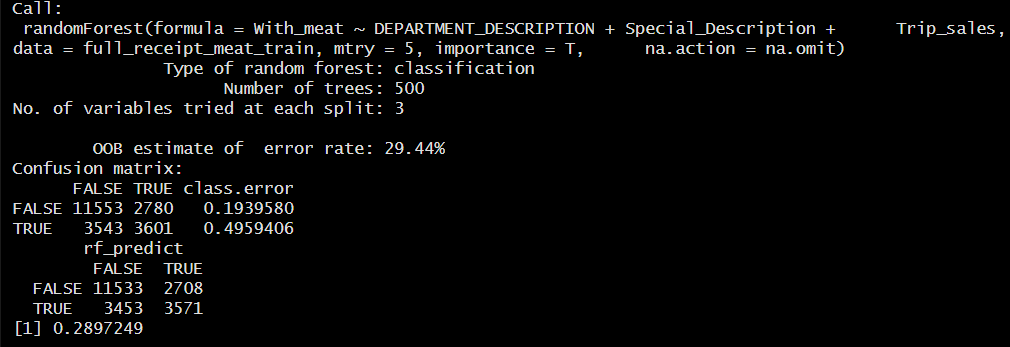 Call:
 randomForest(formula = With_meat ~ DEPARTMENT_DESCRIPTION + Special_Description +      Trip_sales,
data = full_receipt_meat_train, mtry = 5, importance = T,      na.action = na.omit)
               Type of random forest: classification
                     Number of trees: 500
No. of variables tried at each split: 3
        OOB estimate of  error rate: 29.44%
Confusion matrix:
      FALSE TRUE class.error
FALSE 11553 2780   0.1939580
TRUE   3543 3601   0.4959406
       rf_predict
        FALSE  TRUE
  FALSE 11533  2708
  TRUE   3453  3571
[1] 0.2897249